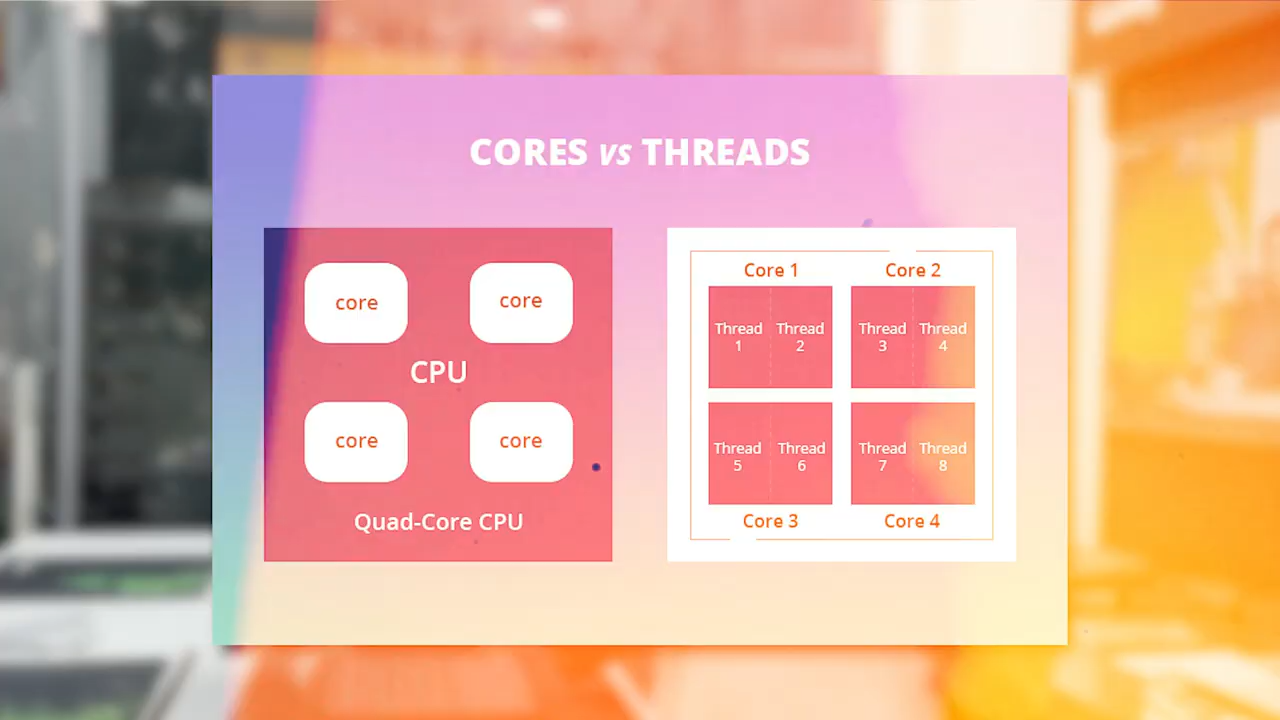 CORES vs THREADS
core
core
CPU
core
core
Quad-Core CPU
Core 1
Core 2
Thread
1
Thread
2
Thread
3
Thread
4
Thread
5
Thread
6
Thread
7
Thread
8
Core 3
Core 4